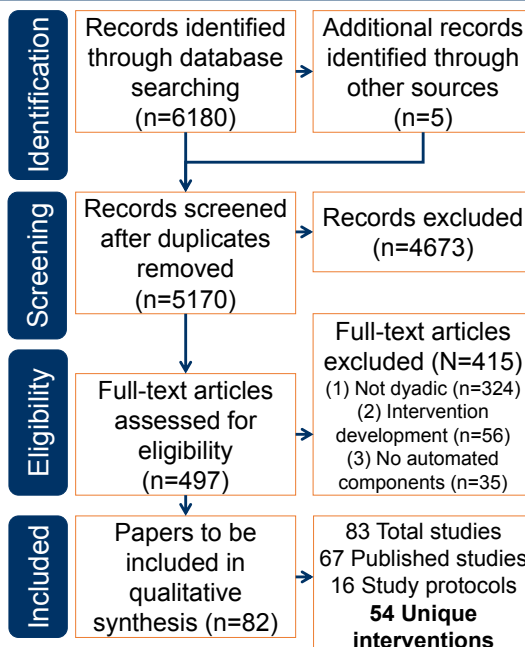 Identification
Records identified
through database
searching
(n=6180)
Additional records
identified through
other sources
(n=5)
Screening
Records screened
after duplicates
removed
(n=5170)
Records excluded
(n=4673)
Eligibility
Full-text articles
assessed for
eligibility
(n=497)
Full-text articles
excluded (N=415)
(1) Not dyadic (n=324)
(2) Intervention
development (n=56)
(3) No automated
components (n=35)
Included
Papers to be
included in
qualitative
synthesis (n=82)
83 Total studies
67 Published studies
16 Study protocols
54 Unique
interventions